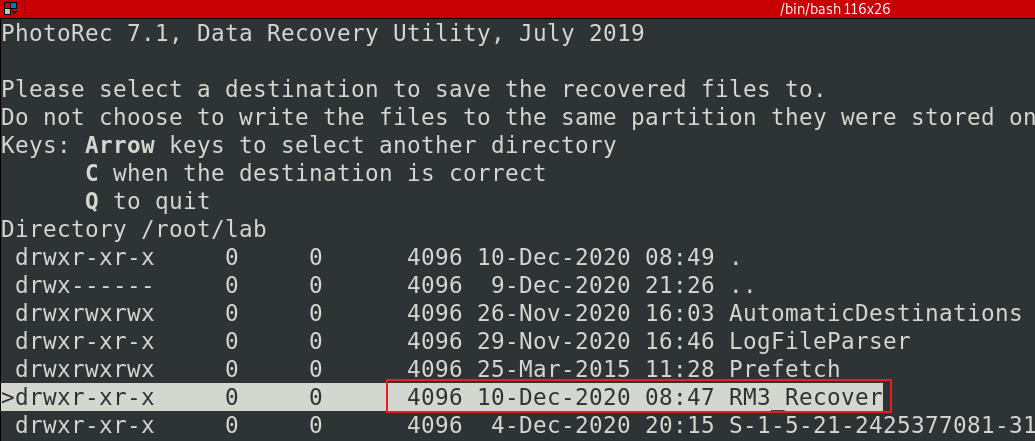 /bin/bash 116x26
PhotoRec 7.1, Data Recovery Utility, July 2019
Please select a destination to save the recovered files to.
Do not choose to write the files to the same partition they were stored on
Keys: Arrow keys to select another directory
C when the destination is correct
Q to quit
Directory /root/lab
drwxr-xr-x 0 0 4096 10-Dec-2020 08:49 .
drwx------ 0 0 4096 9-Dec-2020 21:26 ..
drwxrwxrwx 0 0 4096 26-Nov-2020 16:03 AutomaticDestinations
drwxr-xr-x 0 0 4096 29-Nov-2020 16:46 LogFileParser
drwxrwxrwx 0 0 4096 25-Mar-2015 11:28 Prefetch
>drwxr-xr-x 0 0 4096 10-Dec-2020 08:47 RM3_Recover
drwxr-xr-x 0 0 4096 4-Dec-2020 20:15 S-1-5-21-2425377081-31